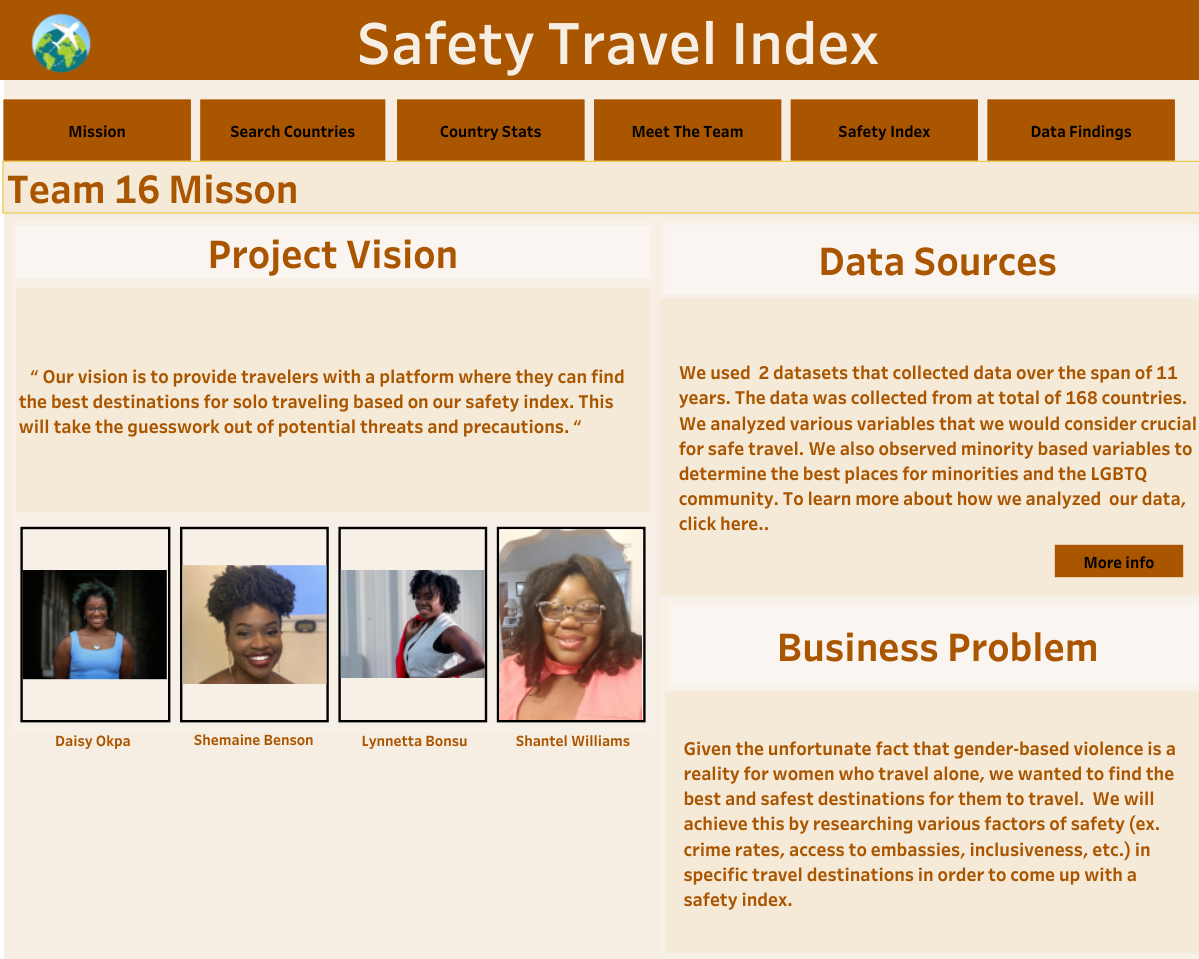 Safety Travel Index
Mission
Search Countries
Country Stats
Meet The Team
Safety Index
Data Findings
Team 16 Misson
Project Vision
“ Our vision is to provide travelers with a platform where they can find
the best destinations for solo traveling based on our safety index. This
will take the guesswork out of potential threats and precautions. “
Daisy Okpa
Shemaine Benson
Lynnetta Bonsu
Shantel Williams
Data Sources
We used  2 datasets that collected data over the span of 11
years. The data was collected from at total of 168 countries.
We analyzed various variables that we would consider crucial
for safe travel. We also observed minority based variables to
determine the best places for minorities and the LGBTQ
community. To learn more about how we analyzed  our data,
click here..
More info
Business Problem
Given the unfortunate fact that gender-based violence is a
reality for women who travel alone, we wanted to find the
best and safest destinations for them to travel.  We will
achieve this by researching various factors of safety (ex.
crime rates, access to embassies, inclusiveness, etc.) in
specific travel destinations in order to come up with a
safety index.